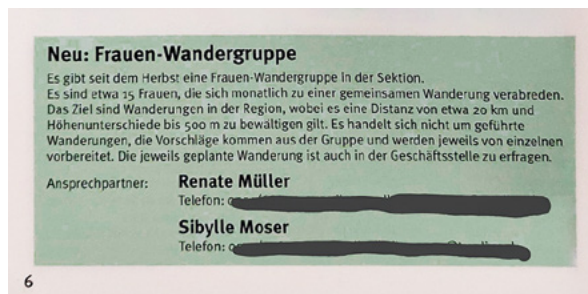 Neu: Frauen-Wandergruppe
Es gibt seit dem Herbst eine Frauen-Wandergruppe in der Sektion.
Es sind etwa 15 Frauen, die sich monatlich zu einer gemeinsamen Wanderung verabreden.
Das Ziel sind Wanderungen in der Region, wobei es eine Distanz von etwa 20 km und
Höhenunterschiede bis 500 m zu bewältigen gilt. Es handelt sich nicht um geführte
Wanderungen, die Vorschläge kommen aus der Gruppe und werden jeweils von einzelnen
vorbereitet. Die jeweils geplante Wanderung ist auch in der Geschäftsstelle zu erfragen.
Ansprechpartner: Renate Müller
Telefon:
Sibylle Moser
Telefon:
6